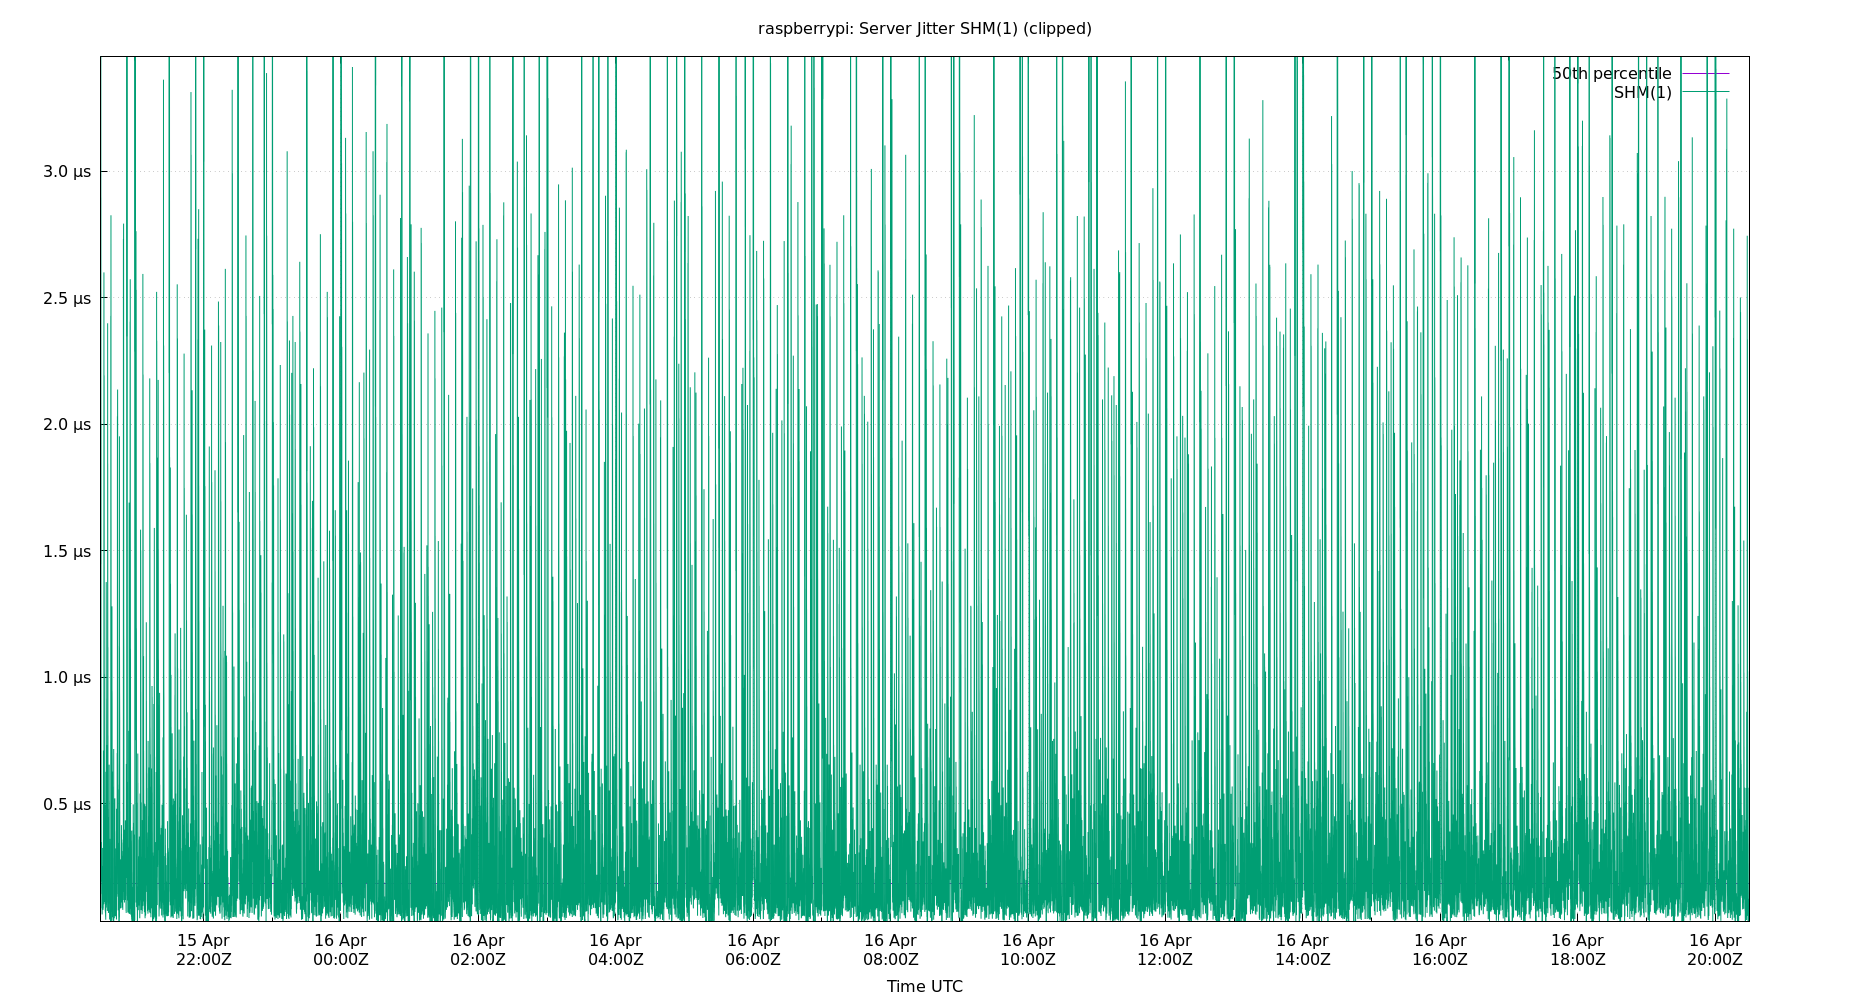 raspberrypi: Server Jitter SHM(1) (clipped)
50th percentile
SHM(1)
3.0 µs
2.5 µs
2.0 µs
1.5 µs
1.0 µs
0.5 µs
15 Apr 16 Apr 16 Apr 16 Apr 16 Apr 16 Apr 16 Apr 16 Apr 16 Apr 16 Apr 16 Apr 16 Apr
22:00Z 00:00Z 02:00Z 04:00Z 06:00Z 08:00Z 10:00Z 12:00Z 14:00Z 16:00Z 18:00Z 20:00Z
Time UTC